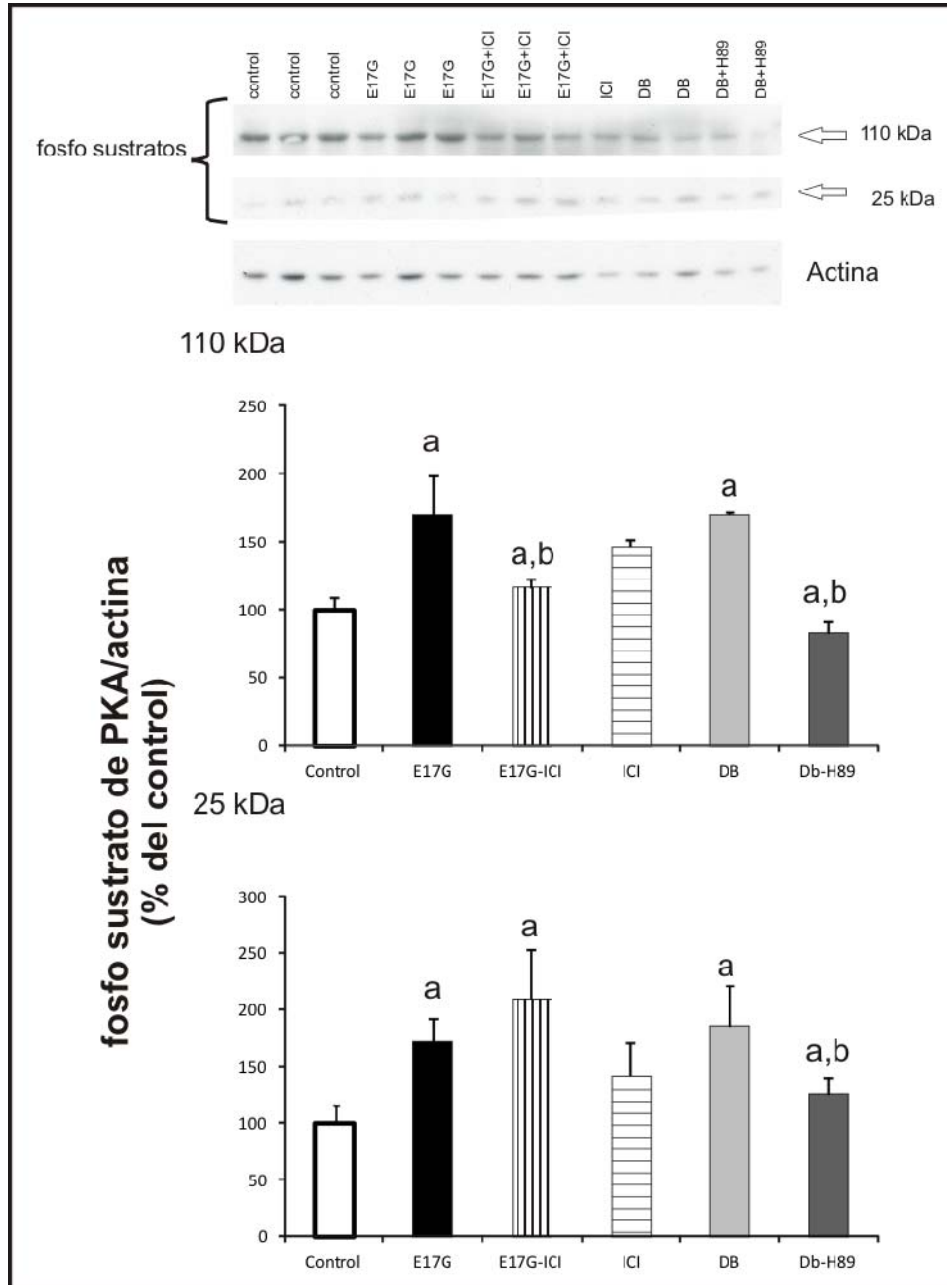 control control control E17G E17G E17G E17G+ICI E17G+ICI E17G+ICI ICI DB DB DB+H89 DB+H89
fosfo sustratos
110 kDa
25 kDa
Actina
110 kDa
fosfo sustrato de PKA/actina
(% del control)
250
200
150
100
50
0
a
a,b
a
a,b
Control E17G E17G-ICI ICI DB Db-H89
25 kDa
300
250
200
150
100
50
0
a
a
a
a,b
Control E17G E17G-ICI ICI DB Db-H89